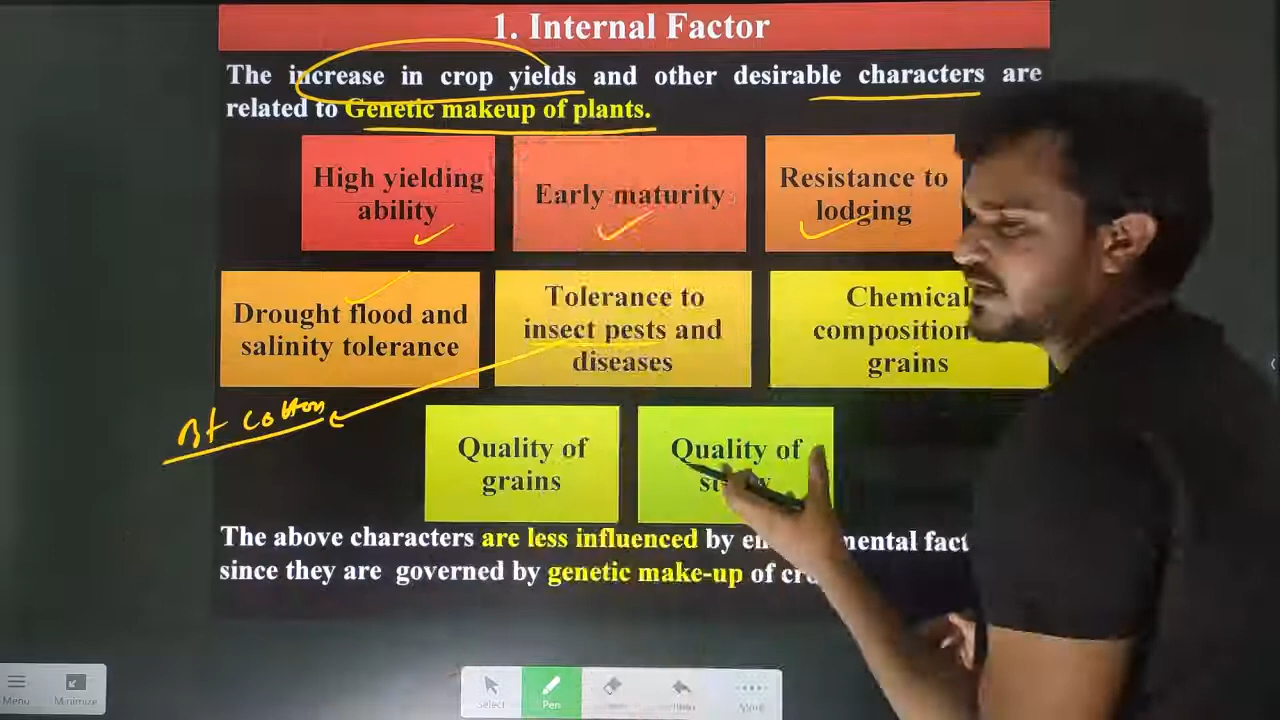 1. Internal Factor
The increase in crop yields and other desirable characters are
related to Genetic makeup of plants.
High yielding
ability
Early maturity
Resistance to
lodging
Drought flood and
salinity tolerance
Tolerance to
insect pests and
diseases
Chemical
composition
grains
Bt cotton
Quality of
grains
Quality of
The above characters are less influenced by
since they are governed by genetic make-up of
Menu
Minimize
Select
Pen
More